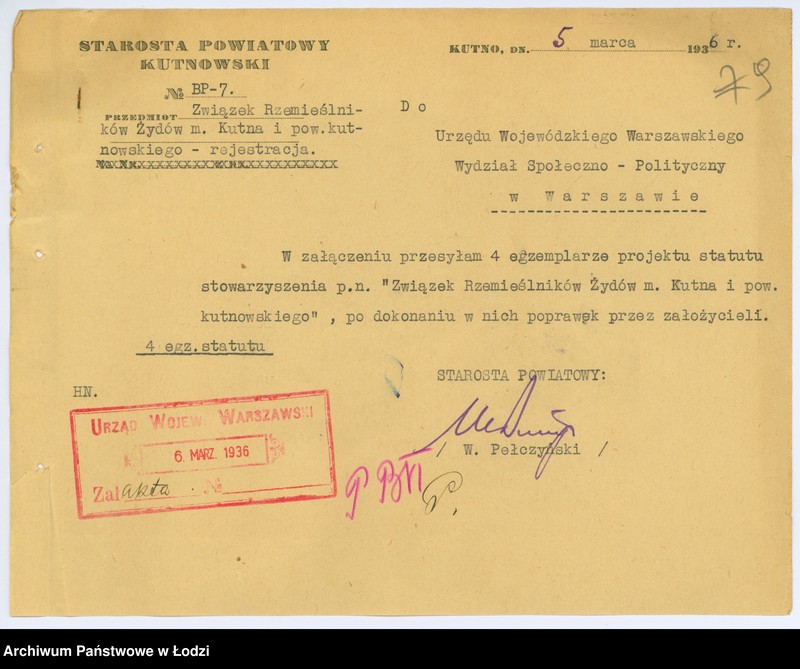 STAROSTA POWIATOWY
KUTNOWSKI
№ BP-7.
PRZEDMIOT Związek Rzemieślni-
ków Żydów m. Kutna i pow.kut-
nowskiego - rejestracja.
KUTNO, DN. 5 marca 1936 r.
79
Do
Urzędu Wojewódzkiego Warszawskiego
Wydział Społeczno - Polityczny
w Warszawie
W załączeniu przesyłam 4 egzemplarze projektu statutu
stowarzyszenia p.n. "Związek Rzemieślników Żydów m. Kutna i pow.
kutnowskiego" , po dokonaniu w nich poprawek przez założycieli.
4 egz.statutu
STAROSTA POWIATOWY:
HN.
/ W. Pełczyński /
URZĄD WOJEW. WARSZAWSKI
6. MARZ. 1936
Zał akta. №
P BII
P.
Archiwum Państwowe w Łodzi